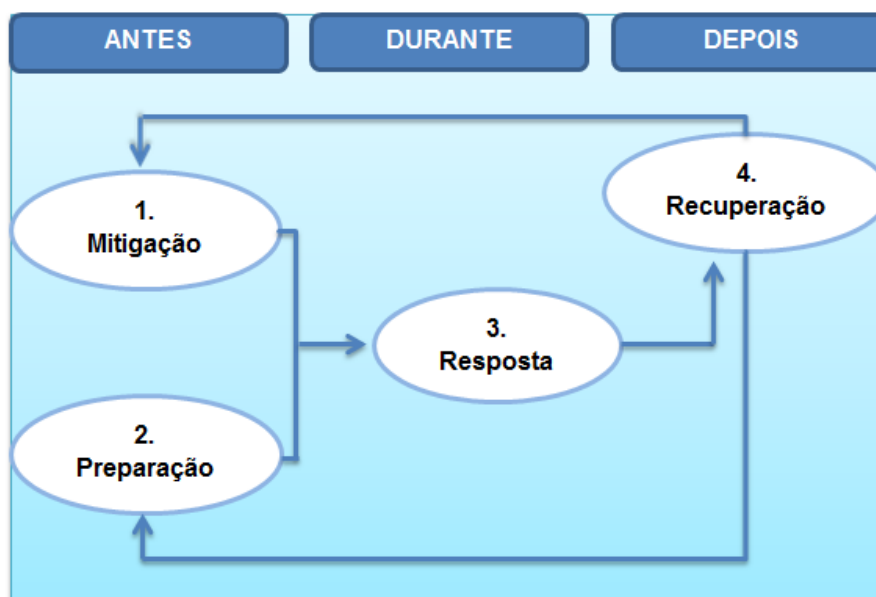 ANTES
DURANTE
DEPOIS
1.
Mitigação
4.
Recuperação
3.
Resposta
2.
Preparação